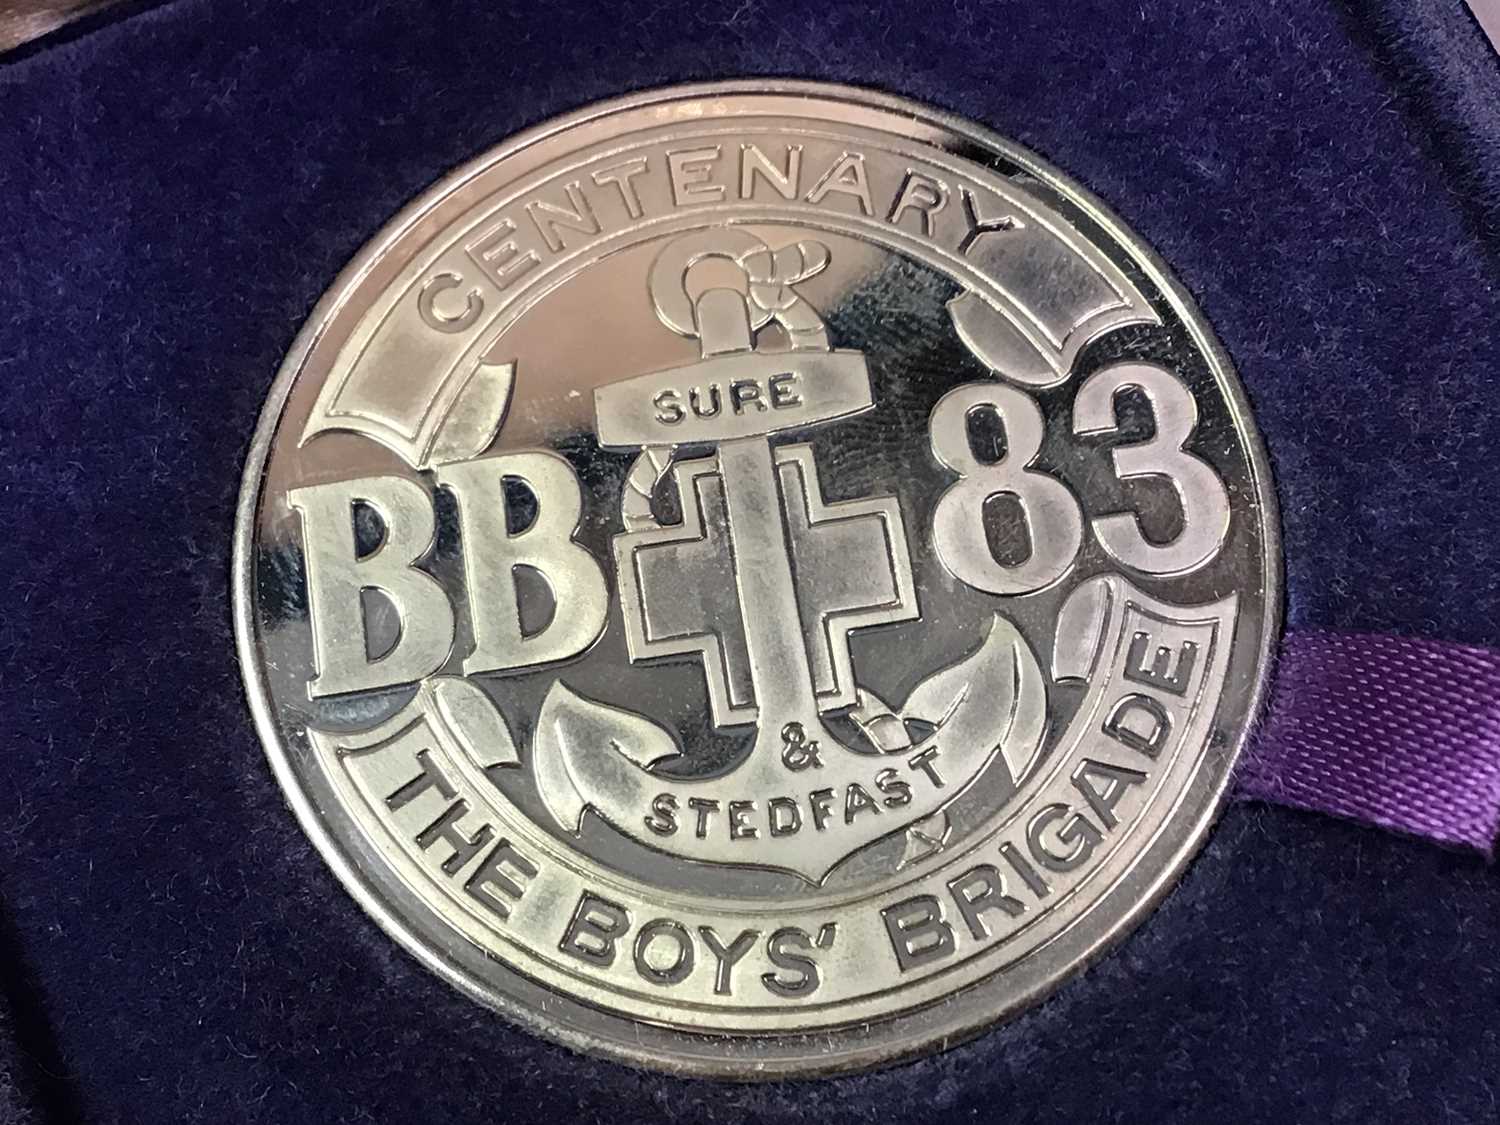 CENTENARY
SURE
BB 83
& 
STEDFAST
THE BOYS' BRIGADE